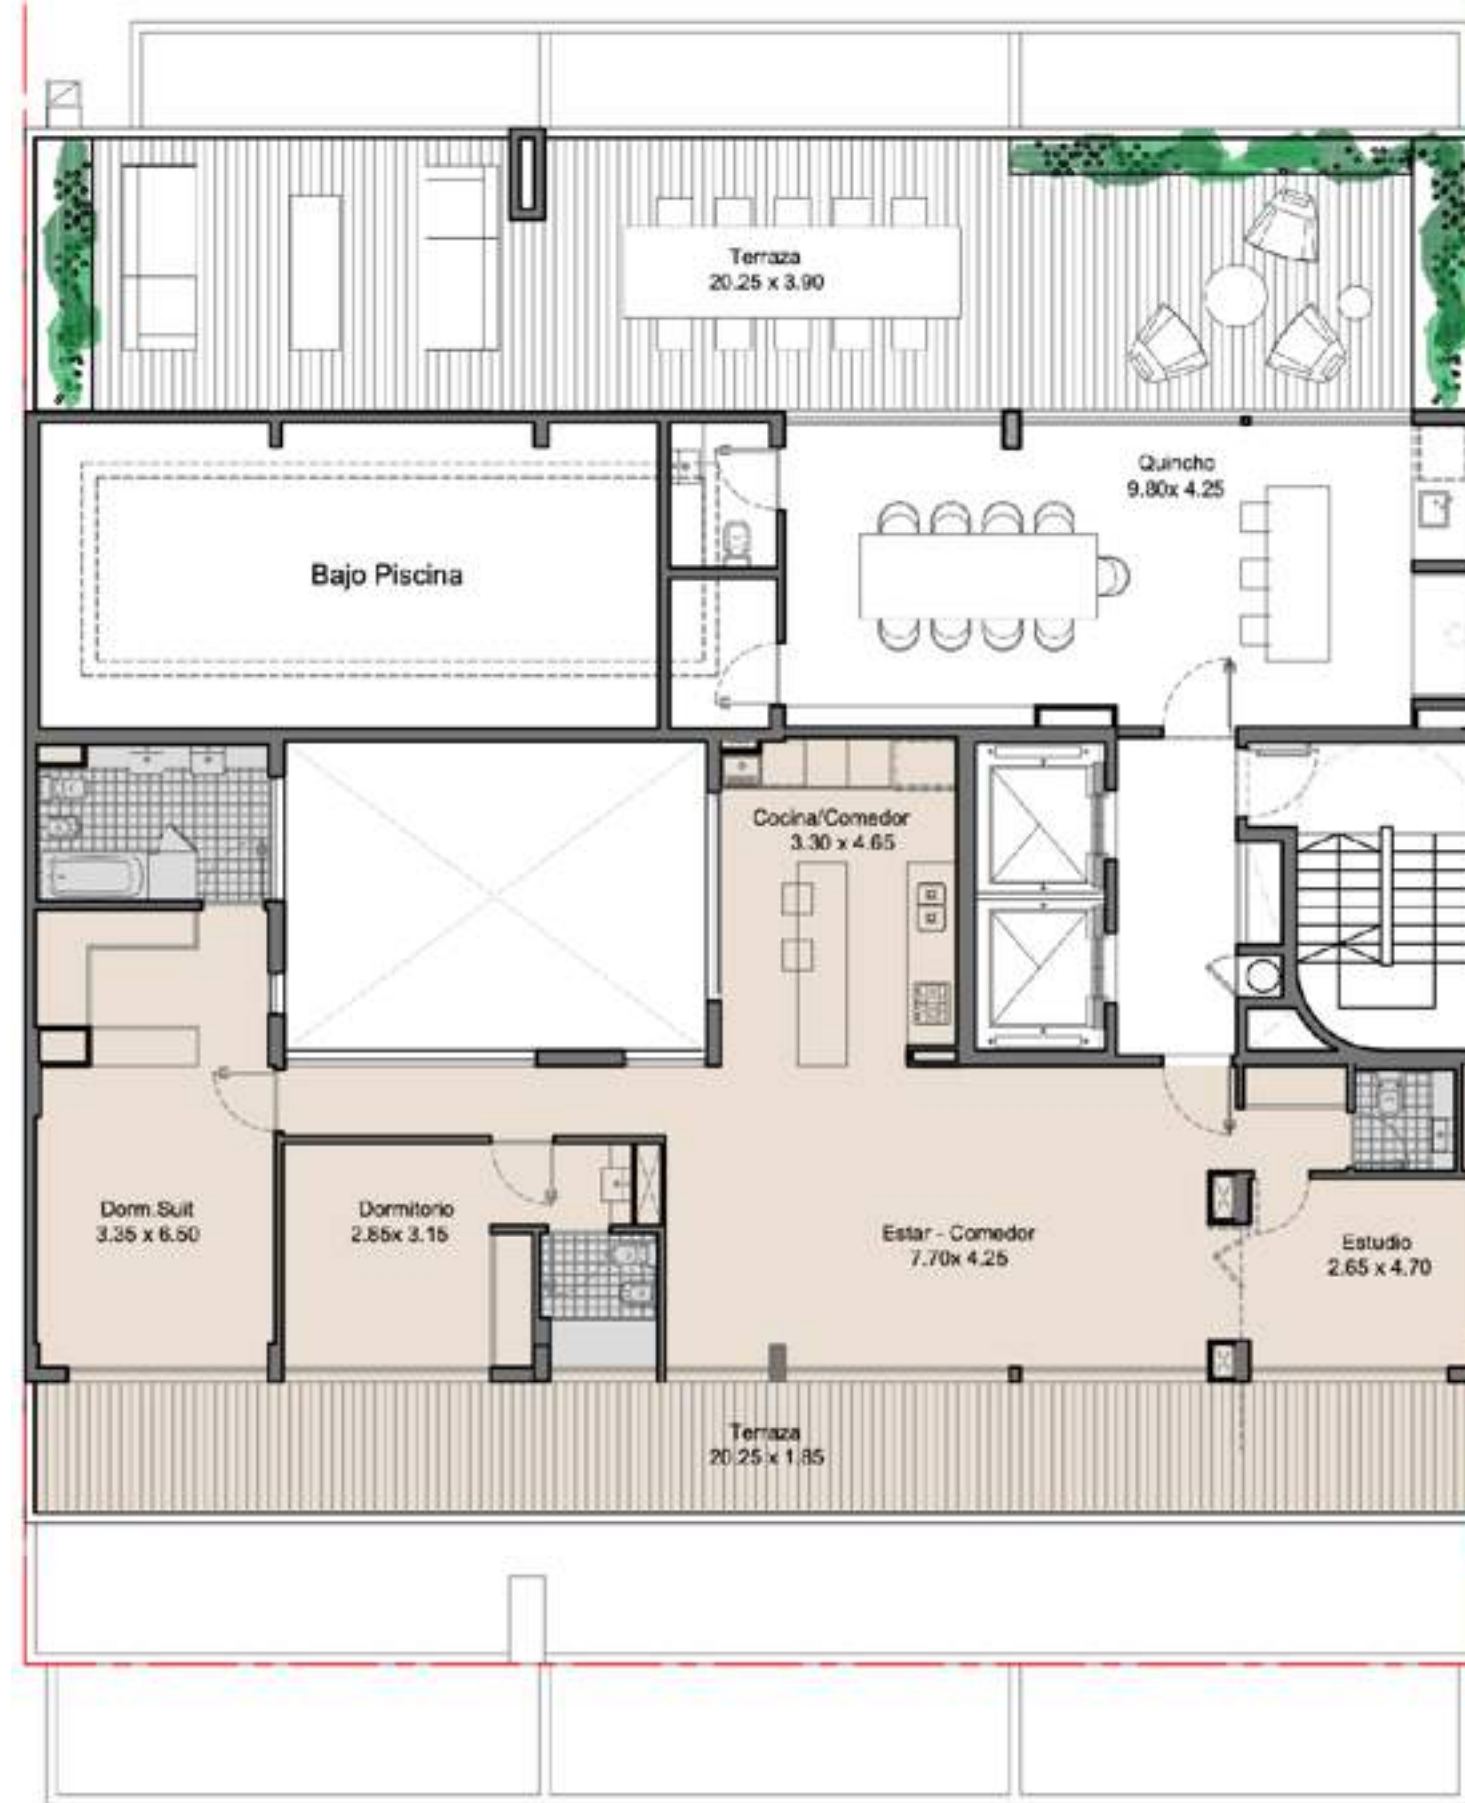 Terraza
20.25 x 3.90
Quincho
9.80x 4.25
Bajo Piscina
Cocina/Comedor
3.30 x 4.65
Dorm.Suit
3.35 x 6.50
Dormitorio
2.85x 3.15
Estar - Comedor
7.70x 4.25
Estudio
2.65 x 4.70
Terraza
20.25 x 1.85